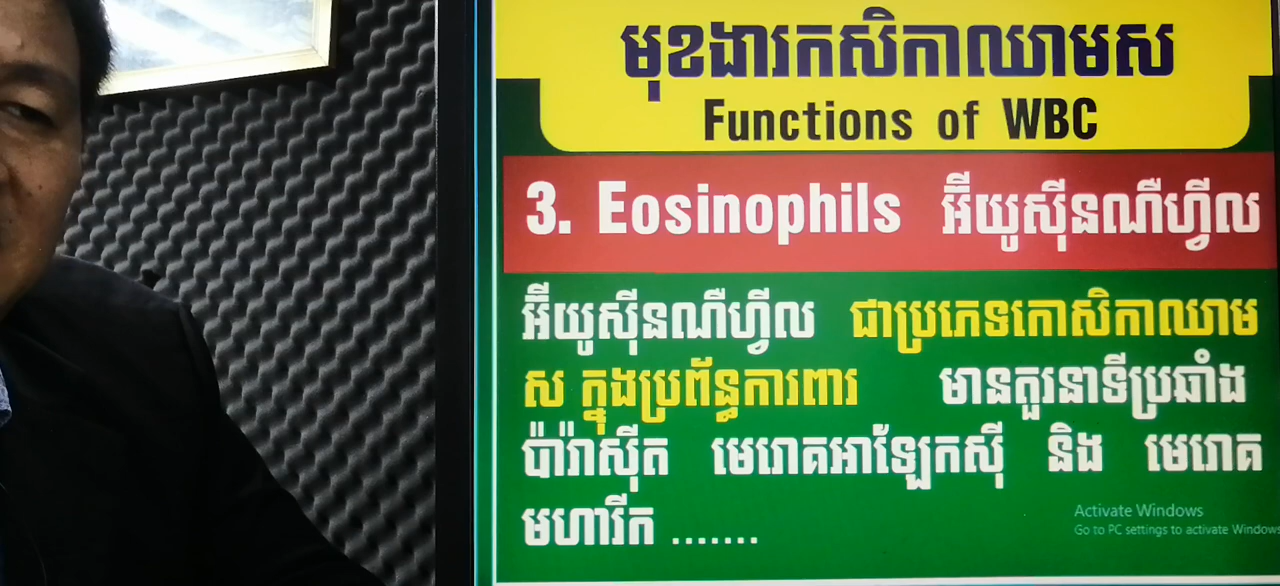 មុខងារកសិកាឈាមស
Functions of WBC
3. Eosinophils អ៊ីយូស៊ីនណឺហ្វីល
អ៊ីយូស៊ីនណឺហ្វីល ជាប្រភេទកោសិកាឈាម
ស ក្នុងប្រព័ន្ធការពារ មានតួរនាទីប្រឆាំង
ប៉ារ៉ាស៊ីត មេរោគអាឡែកស៊ី និង មេរោគ
មហារីក .......
Activate Windows
Go to PC settings to activate Windows